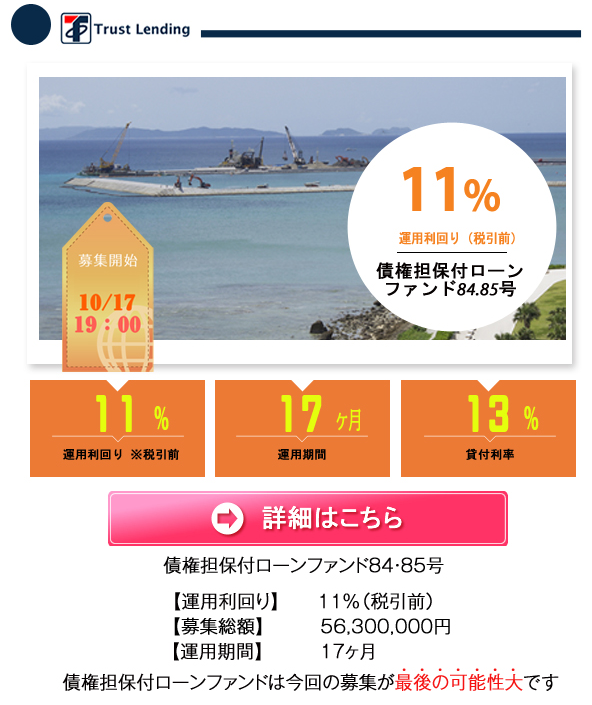 Trust Lending
11%
運用利回り（税引前）
債権担保付ローン
ファンド84.85号
募集開始
10/17
19：00
11 %
運用利回り ※税引前
17 ヶ月
運用期間
13 %
貸付利率
詳細はこちら
債権担保付ローンファンド84・85号
【運用利回り】 11％（税引前）
【募集総額】 56,300,000円
【運用期間】 17ヶ月
債権担保付ローンファンドは今回の募集が最後の可能性大です